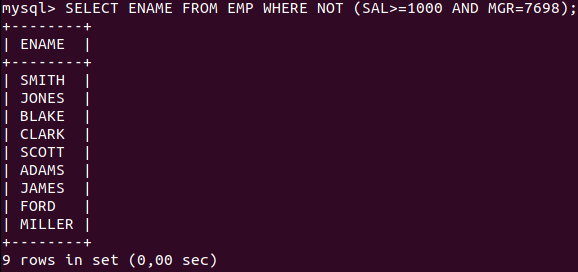 mysql> SELECT ENAME FROM EMP WHERE NOT (SAL>=1000 AND MGR=7698);
+--------+
| ENAME  |
+--------+
| SMITH  |
| JONES  |
| BLAKE  |
| CLARK  |
| SCOTT  |
| ADAMS  |
| JAMES  |
| FORD   |
| MILLER |
+--------+
9 rows in set (0,00 sec)